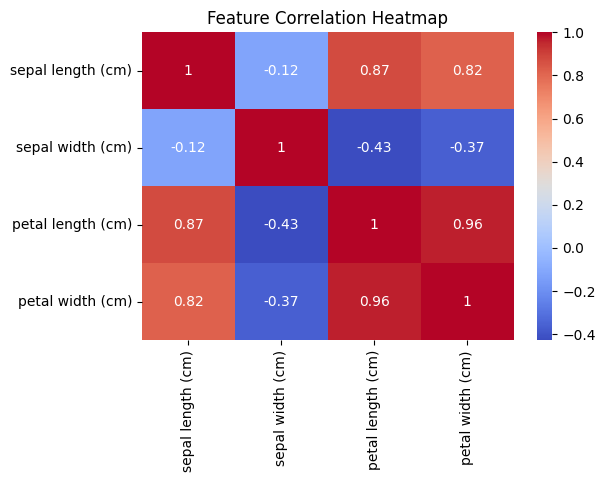 Feature Correlation Heatmap
sepal length (cm)
1
-0.12
0.87
0.82
sepal width (cm)
-0.12
1
-0.43
-0.37
petal length (cm)
0.87
-0.43
1
0.96
petal width (cm)
0.82
-0.37
0.96
1
sepal length (cm)
sepal width (cm)
petal length (cm)
petal width (cm)
1.0
0.8
0.6
0.4
0.2
0.0
−0.2
−0.4